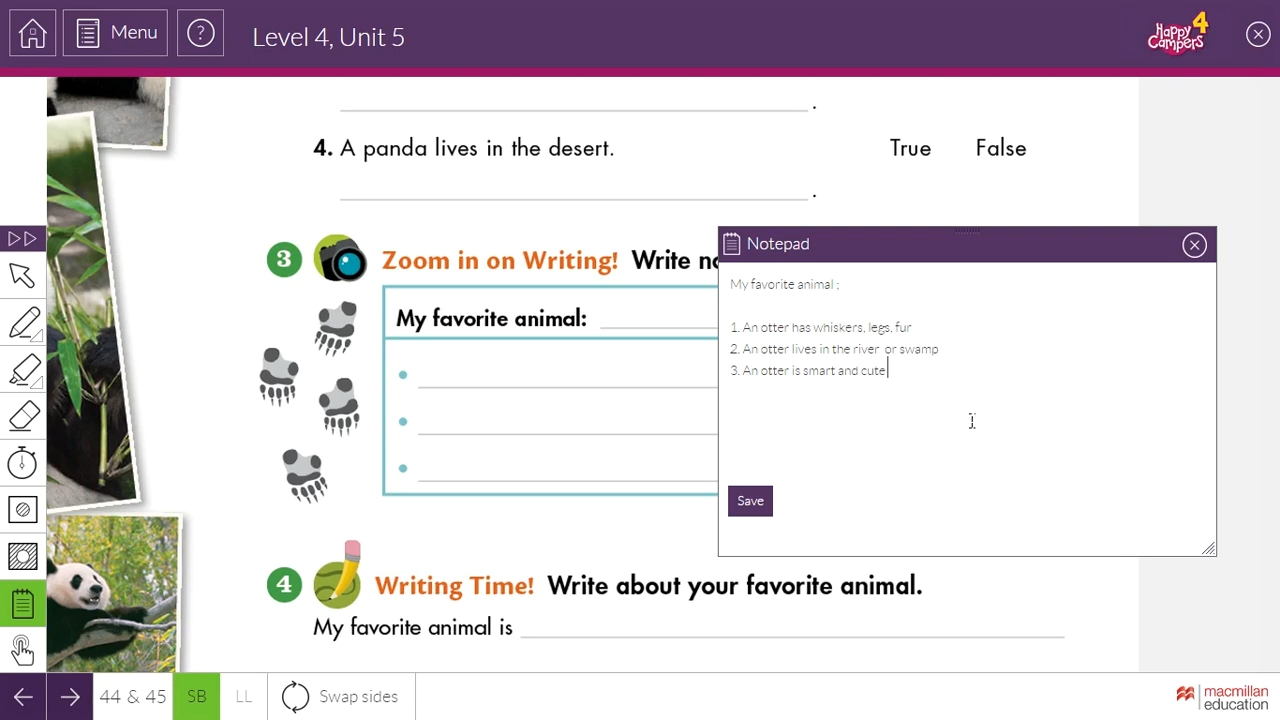 Menu
?
Level 4, Unit 5
Happy Campers 4
.
4. A panda lives in the desert. True False
.
3 Zoom in on Writing! Write no
My favorite animal:
4 Writing Time! Write about your favorite animal.
My favorite animal is
Notepad
My favorite animal ;
1. An otter has whiskers, legs, fur
2. An otter lives in the river or swamp
3. An otter is smart and cute
Save
44 & 45
SB
LL
Swap sides
macmillan
education